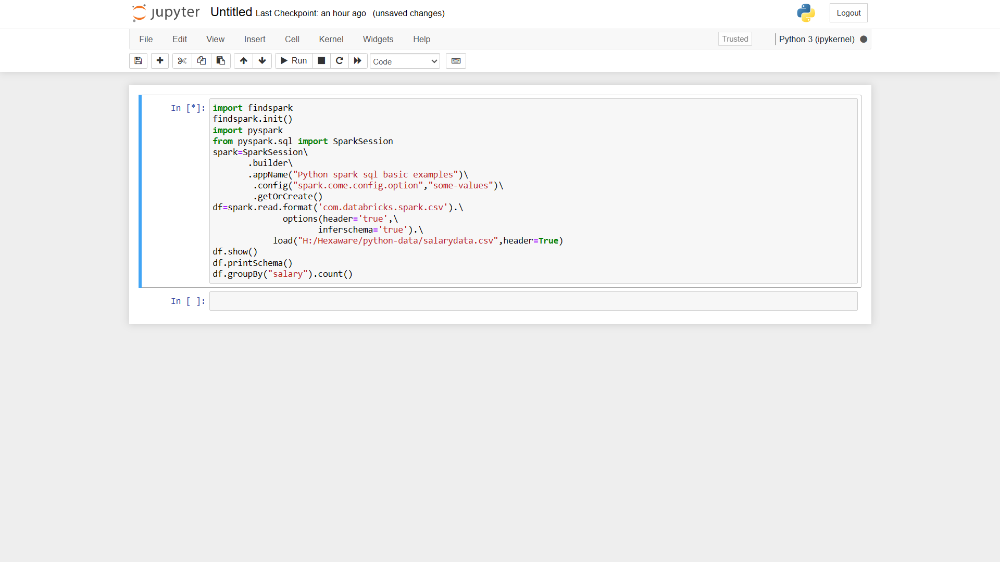 jupyter Untitled Last Checkpoint: an hour ago (unsaved changes) Logout
File Edit View Insert Cell Kernel Widgets Help Trusted Python 3 (ipykernel)
Run Code
In [*]: import findspark
findspark.init()
import pyspark
from pyspark.sql import SparkSession
spark=SparkSession\
.builder\
.appName("Python spark sql basic examples")\
.config("spark.come.config.option","some-values")\
.getOrCreate()
df=spark.read.format('com.databricks.spark.csv').\
options(header='true',\
inferschema='true').\
load("H:/Hexaware/python-data/salarydata.csv",header=True)
df.show()
df.printSchema()
df.groupBy("salary").count()
In [ ]: